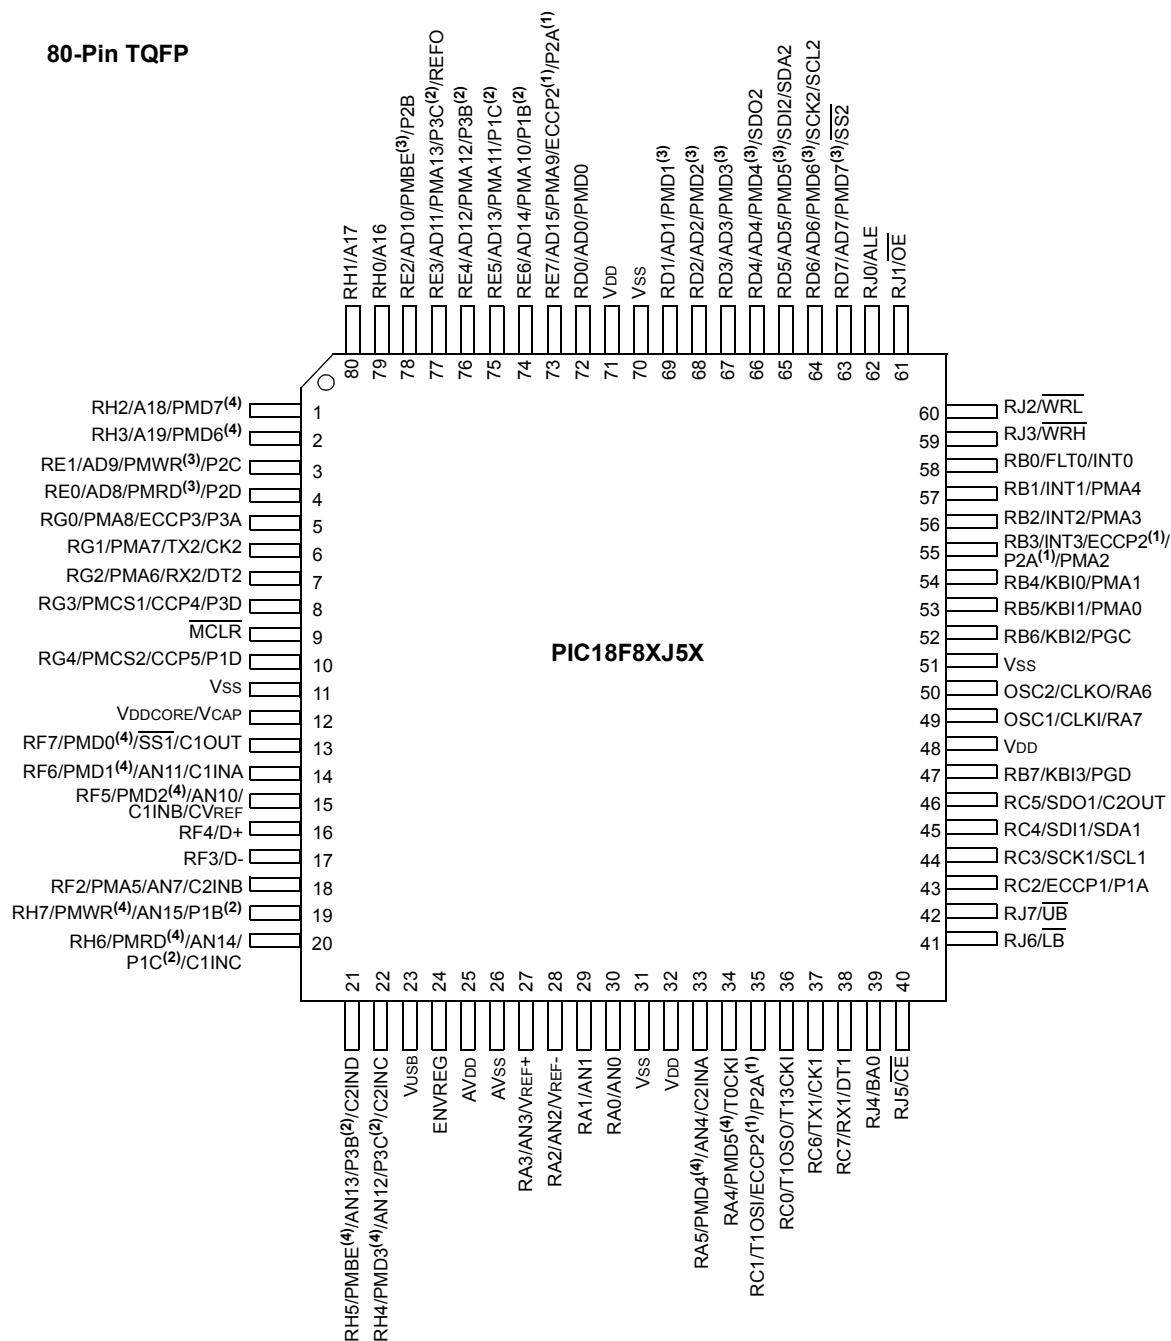 80-Pin TQFP
RH1/A17
RH0/A16
RE2/AD10/PMBE(3)/P2B
RE3/AD11/PMA13/P3C(2)/REFO
RE4/AD12/PMA12/P3B(2)
RE5/AD13/PMA11/P1C(2)
RE6/AD14/PMA10/P1B(2)
RE7/AD15/PMA9/ECCP2(1)/P2A(1)
RD0/AD0/PMD0
VDD
VSS
RD1/AD1/PMD1(3)
RD2/AD2/PMD2(3)
RD3/AD3/PMD3(3)
RD4/AD4/PMD4(3)/SDO2
RD5/AD5/PMD5(3)/SDI2/SDA2
RD6/AD6/PMD6(3)/SCK2/SCL2
RD7/AD7/PMD7(3)/SS2
RJ0/ALE
RJ1/OE
80 79 78 77 76 75 74 73 72 71 70 69 68 67 66 65 64 63 62 61
RH2/A18/PMD7(4) 1
RH3/A19/PMD6(4) 2
RE1/AD9/PMWR(3)/P2C 3
RE0/AD8/PMRD(3)/P2D 4
RG0/PMA8/ECCP3/P3A 5
RG1/PMA7/TX2/CK2 6
RG2/PMA6/RX2/DT2 7
RG3/PMCS1/CCP4/P3D 8
MCLR 9
RG4/PMCS2/CCP5/P1D 10
VSS 11
VDDCORE/VCAP 12
RF7/PMD0(4)/SS1/C1OUT 13
RF6/PMD1(4)/AN11/C1INA 14
RF5/PMD2(4)/AN10/
C1INB/CVREF 15
RF4/D+ 16
RF3/D- 17
RF2/PMA5/AN7/C2INB 18
RH7/PMWR(4)/AN15/P1B(2) 19
RH6/PMRD(4)/AN14/
P1C(2)/C1INC 20
PIC18F8XJ5X
60 RJ2/WRL
59 RJ3/WRH
58 RB0/FLT0/INT0
57 RB1/INT1/PMA4
56 RB2/INT2/PMA3
55 RB3/INT3/ECCP2(1)/
P2A(1)/PMA2
54 RB4/KBI0/PMA1
53 RB5/KBI1/PMA0
52 RB6/KBI2/PGC
51 VSS
50 OSC2/CLKO/RA6
49 OSC1/CLKI/RA7
48 VDD
47 RB7/KBI3/PGD
46 RC5/SDO1/C2OUT
45 RC4/SDI1/SDA1
44 RC3/SCK1/SCL1
43 RC2/ECCP1/P1A
42 RJ7/UB
41 RJ6/LB
21 22 23 24 25 26 27 28 29 30 31 32 33 34 35 36 37 38 39 40
RH5/PMBE(4)/AN13/P3B(2)/C2IND
RH4/PMD3(4)/AN12/P3C(2)/C2INC
VUSB
ENVREG
AVDD
AVSS
RA3/AN3/VREF+
RA2/AN2/VREF-
RA1/AN1
RA0/AN0
VSS
VDD
RA5/PMD4(4)/AN4/C2INA
RA4/PMD5(4)/T0CKI
RC1/T1OSI/ECCP2(1)/P2A(1)
RC0/T1OSO/T13CKI
RC6/TX1/CK1
RC7/RX1/DT1
RJ4/BA0
RJ5/CE